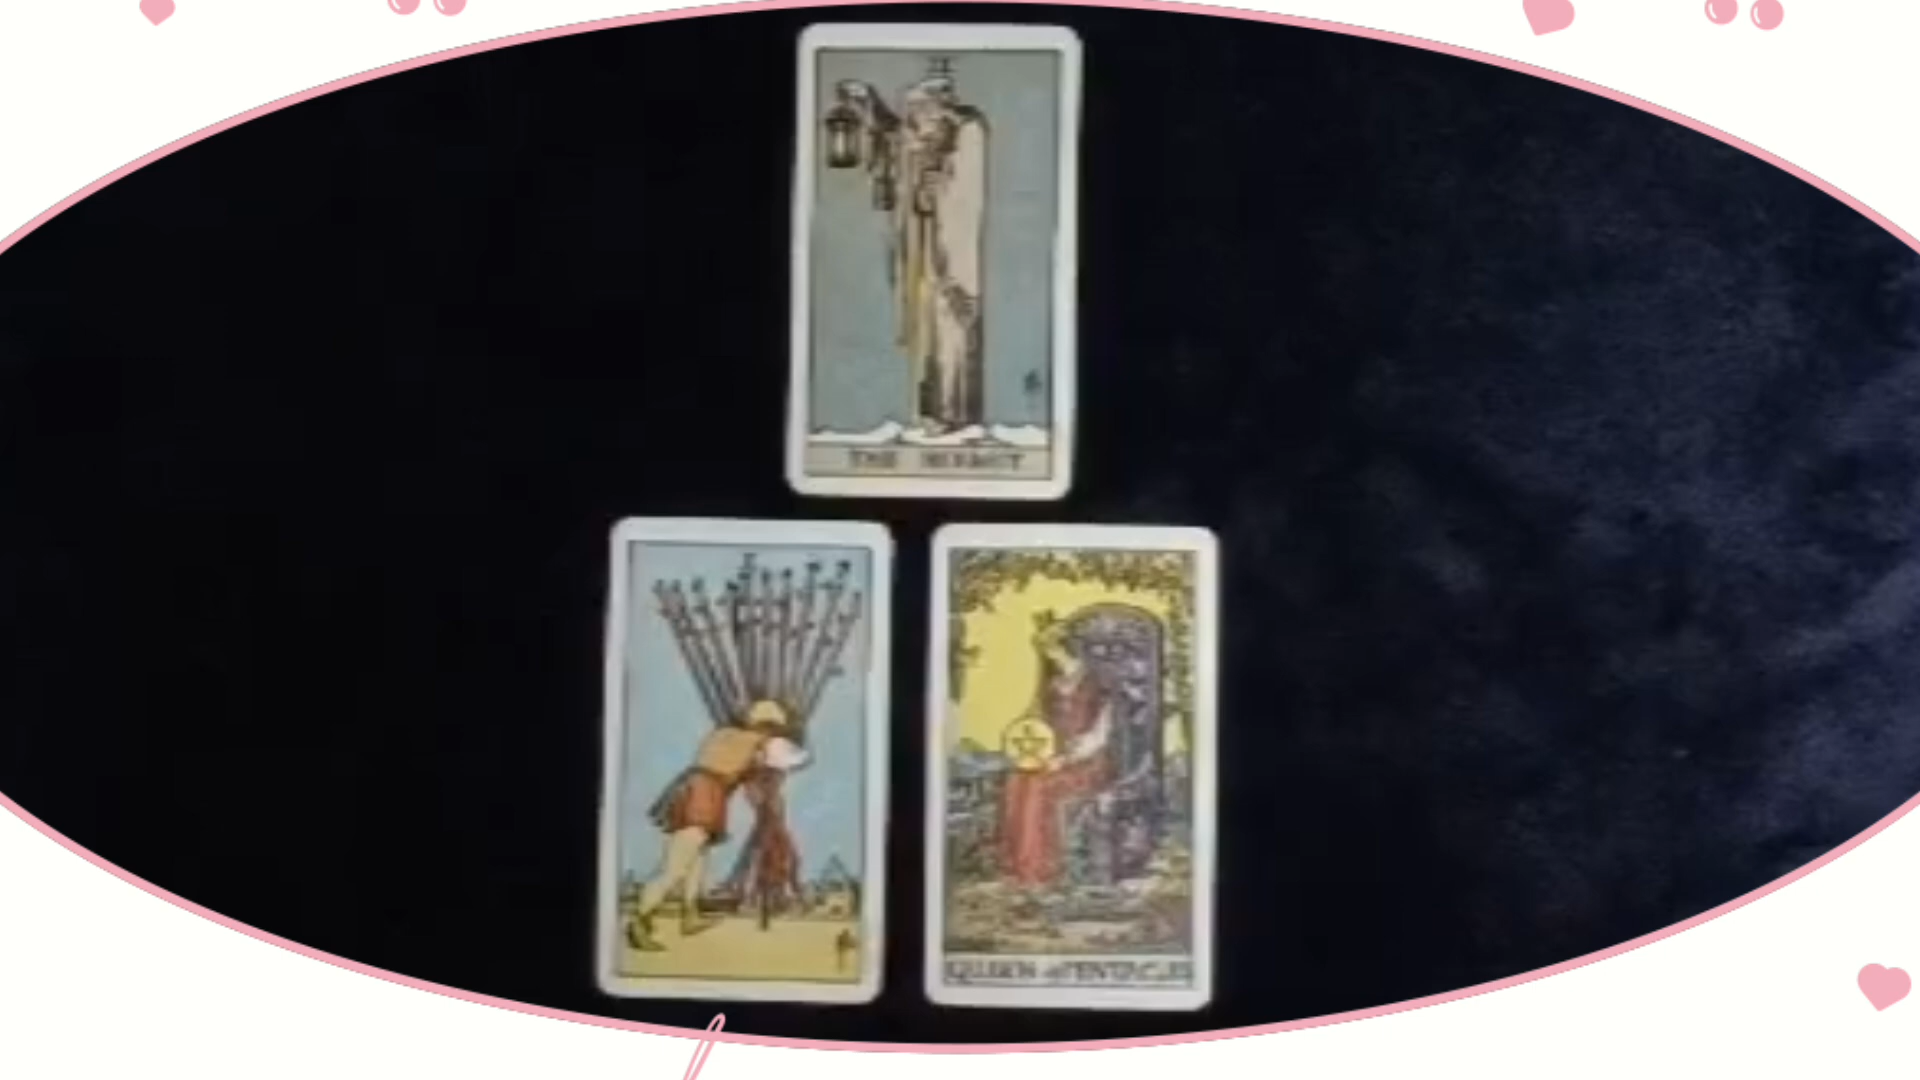 THE HERMIT
X
QUEEN of PENTACLES